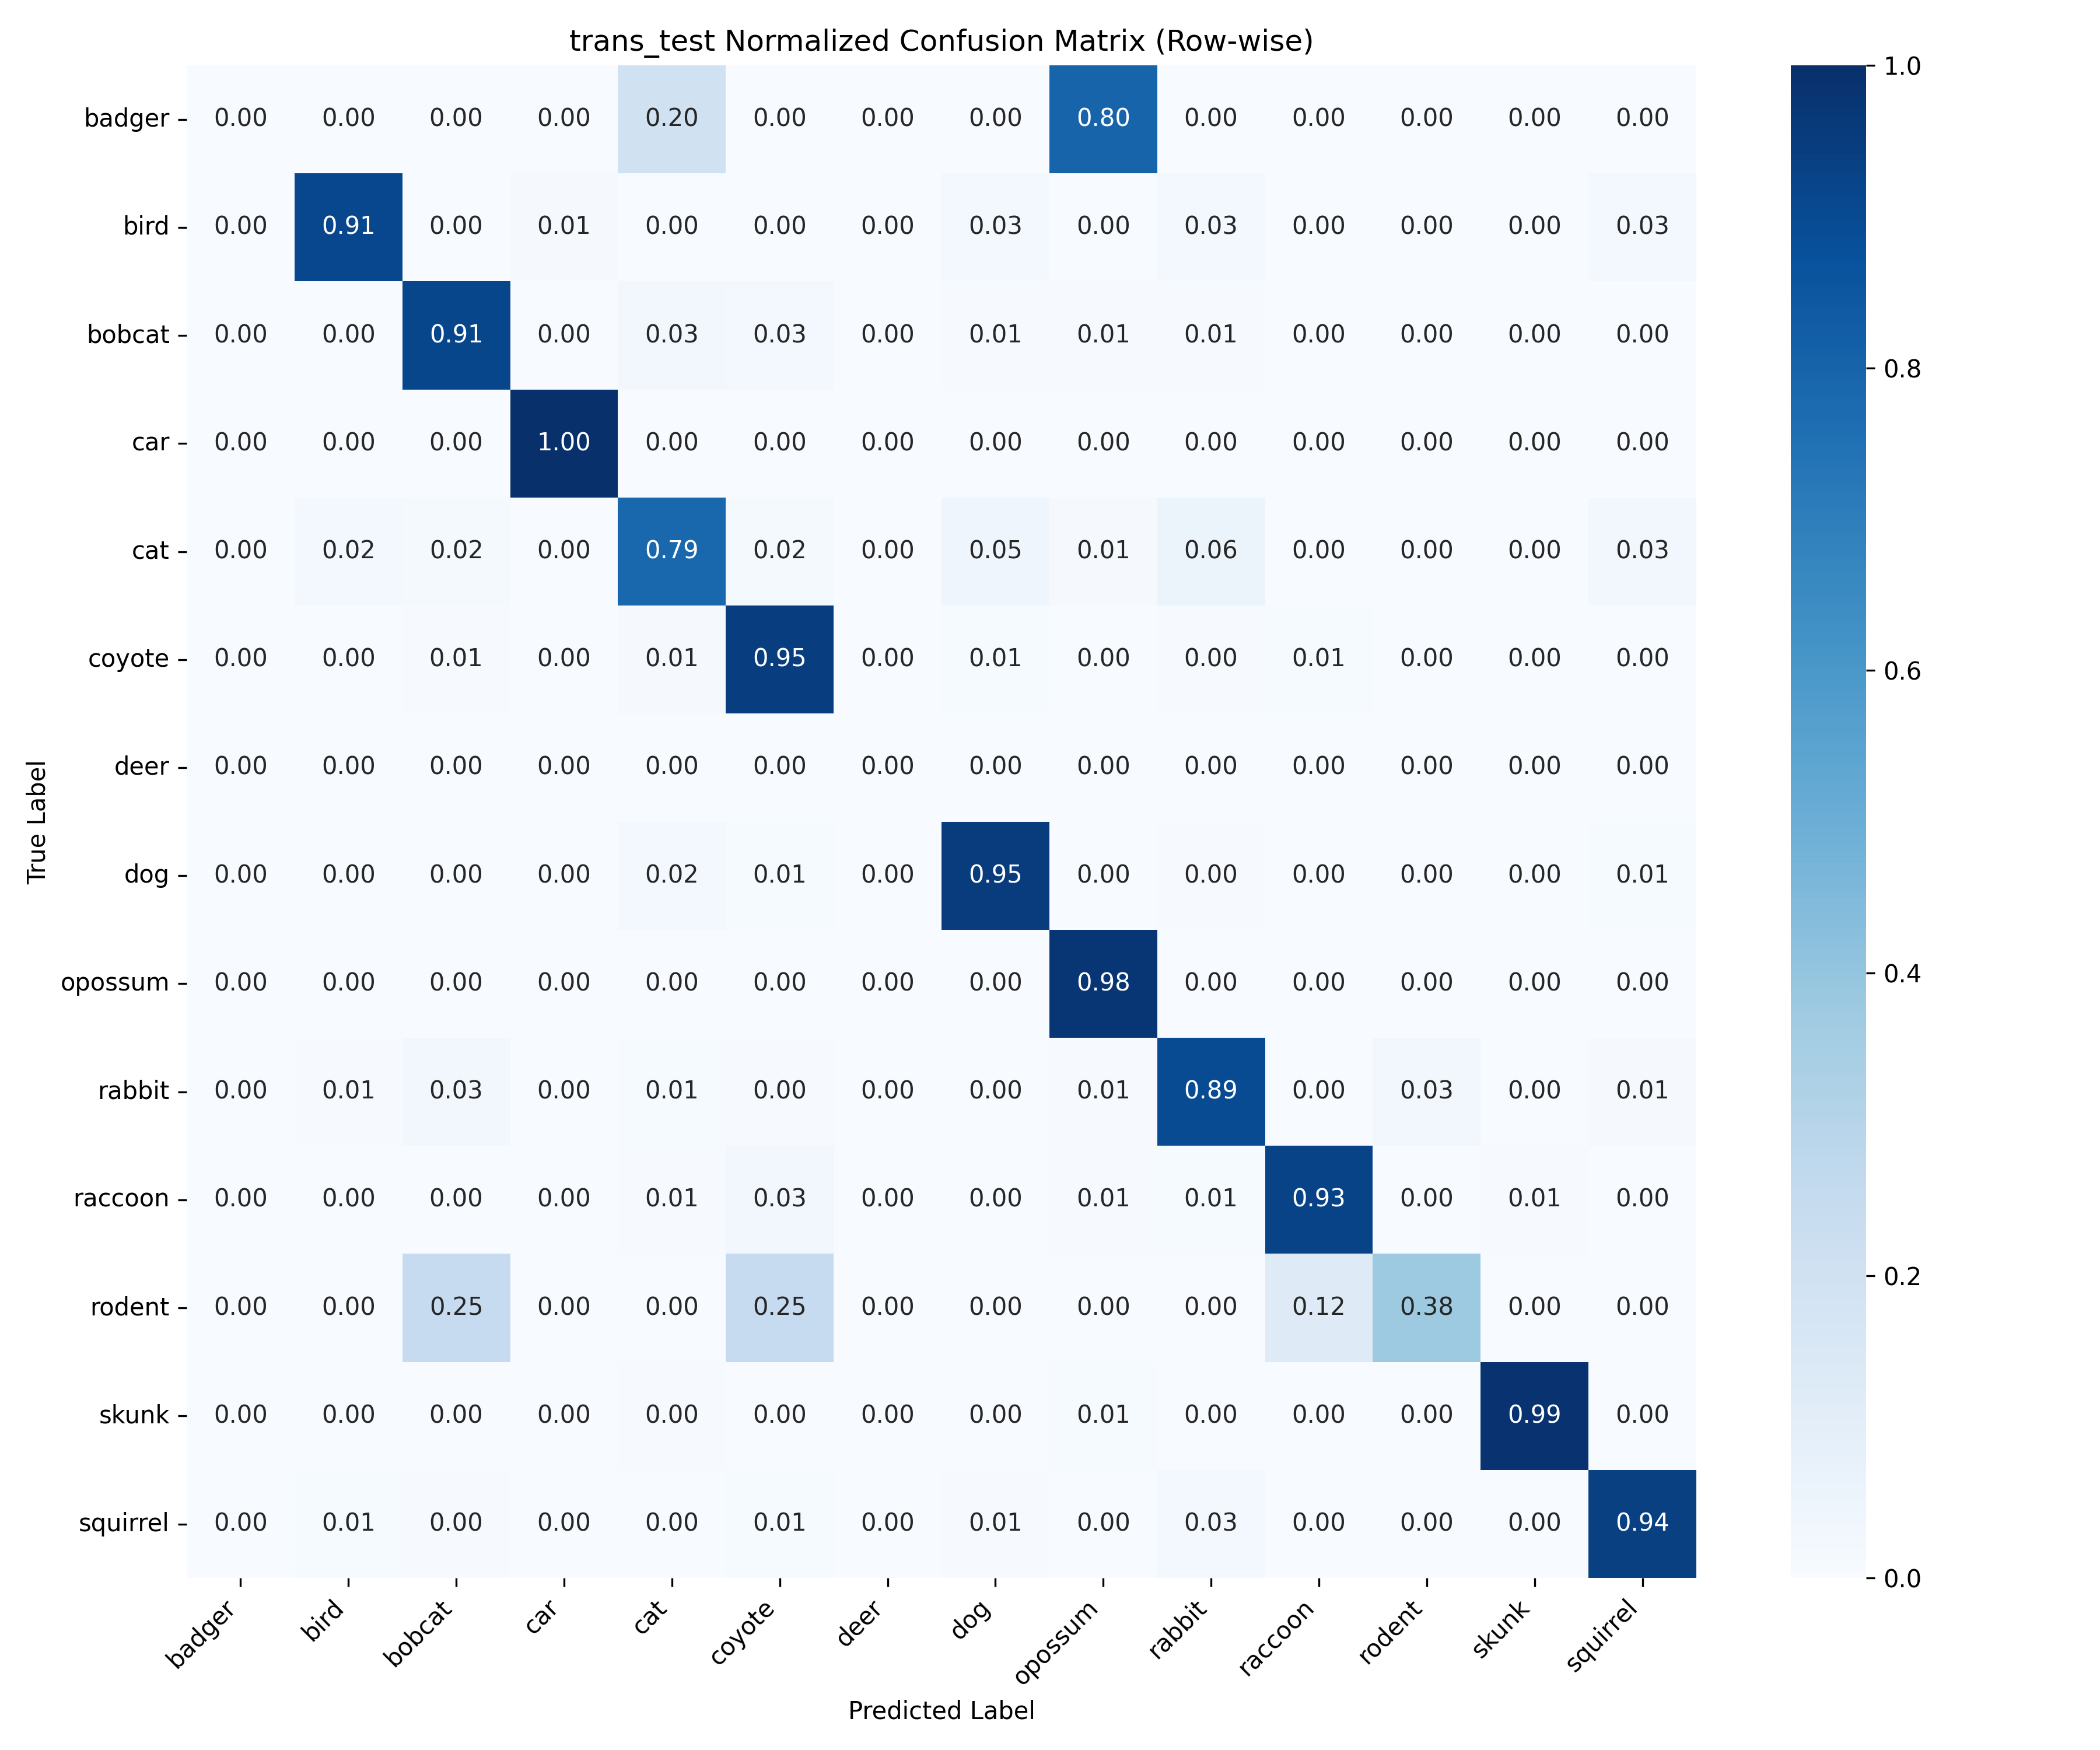 trans_test Normalized Confusion Matrix (Row-wise)
badger 0.00 0.00 0.00 0.00 0.20 0.00 0.00 0.00 0.80 0.00 0.00 0.00 0.00 0.00
bird 0.00 0.91 0.00 0.01 0.00 0.00 0.00 0.03 0.00 0.03 0.00 0.00 0.00 0.03
bobcat 0.00 0.00 0.91 0.00 0.03 0.03 0.00 0.01 0.01 0.01 0.00 0.00 0.00 0.00
car 0.00 0.00 0.00 1.00 0.00 0.00 0.00 0.00 0.00 0.00 0.00 0.00 0.00 0.00
cat 0.00 0.02 0.02 0.00 0.79 0.02 0.00 0.05 0.01 0.06 0.00 0.00 0.00 0.03
coyote 0.00 0.00 0.01 0.00 0.01 0.95 0.00 0.01 0.00 0.00 0.01 0.00 0.00 0.00
deer 0.00 0.00 0.00 0.00 0.00 0.00 0.00 0.00 0.00 0.00 0.00 0.00 0.00 0.00
dog 0.00 0.00 0.00 0.00 0.02 0.01 0.00 0.95 0.00 0.00 0.00 0.00 0.00 0.01
opossum 0.00 0.00 0.00 0.00 0.00 0.00 0.00 0.00 0.98 0.00 0.00 0.00 0.00 0.00
rabbit 0.00 0.01 0.03 0.00 0.01 0.00 0.00 0.00 0.01 0.89 0.00 0.03 0.00 0.01
raccoon 0.00 0.00 0.00 0.00 0.01 0.03 0.00 0.00 0.01 0.01 0.93 0.00 0.01 0.00
rodent 0.00 0.00 0.25 0.00 0.00 0.25 0.00 0.00 0.00 0.00 0.12 0.38 0.00 0.00
skunk 0.00 0.00 0.00 0.00 0.00 0.00 0.00 0.00 0.01 0.00 0.00 0.00 0.99 0.00
squirrel 0.00 0.01 0.00 0.00 0.00 0.01 0.00 0.01 0.00 0.03 0.00 0.00 0.00 0.94
badger bird bobcat car cat coyote deer dog opossum rabbit raccoon rodent skunk squirrel
Predicted Label
True Label
1.0
0.8
0.6
0.4
0.2
0.0